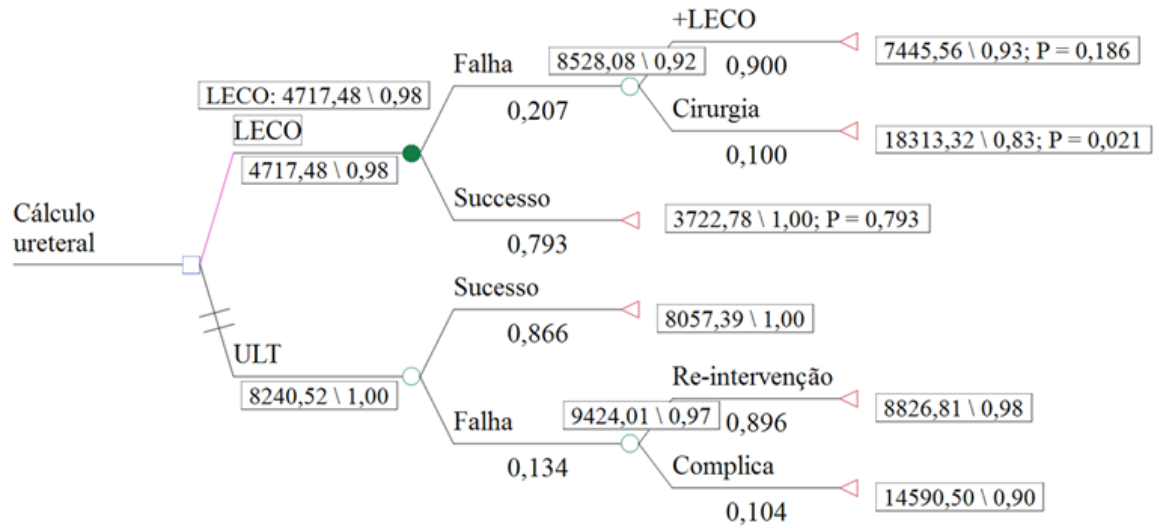 +LECO
7445,56 \ 0,93; P = 0,186
0,900
Falha
8528,08 \ 0,92
0,207
Cirurgia
18313,32 \ 0,83; P = 0,021
0,100
LECO: 4717,48 \ 0,98
LECO
4717,48 \ 0,98
Successo
3722,78 \ 1,00; P = 0,793
0,793
Cálculo
ureteral
Sucesso
8057,39 \ 1,00
0,866
ULT
8240,52 \ 1,00
Re-intervenção
8826,81 \ 0,98
0,896
Falha
9424,01 \ 0,97
0,134
Complica
14590,50 \ 0,90
0,104